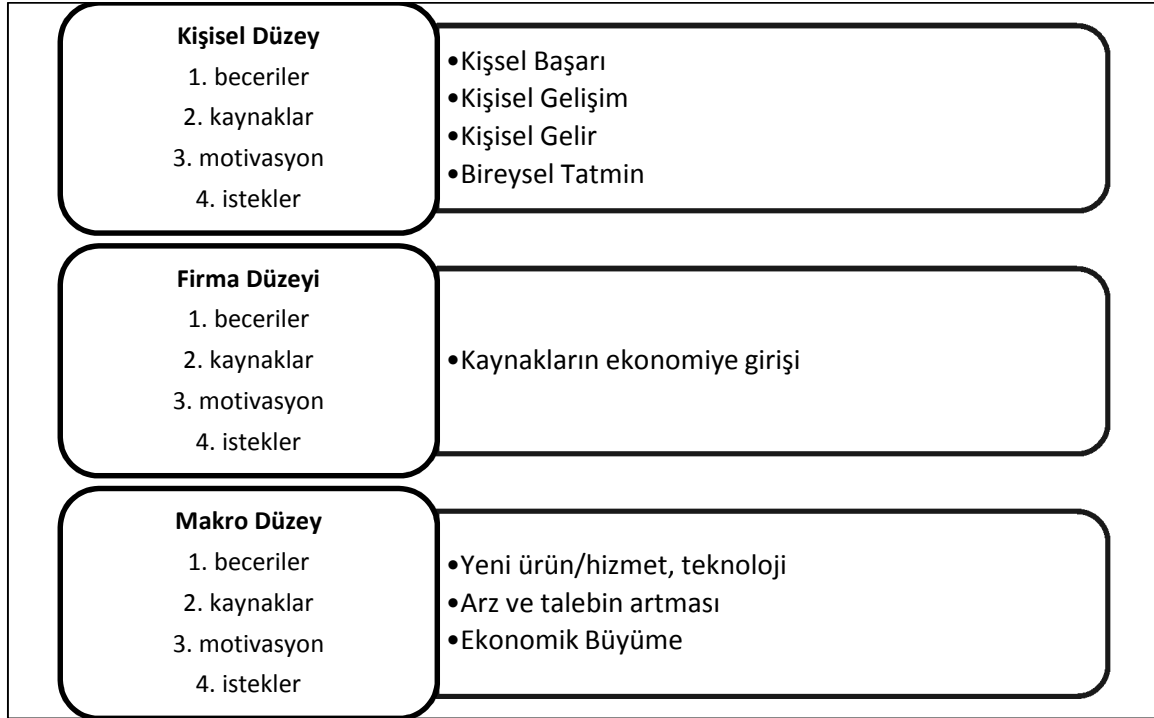 Kişisel Düzey
1. beceriler
2. kaynaklar
3. motivasyon
4. istekler
•Kişsel Başarı
•Kişisel Gelişim
•Kişisel Gelir
•Bireysel Tatmin
Firma Düzeyi
1. beceriler
2. kaynaklar
3. motivasyon
4. istekler
•Kaynakların ekonomiye girişi
Makro Düzey
1. beceriler
2. kaynaklar
3. motivasyon
4. istekler
•Yeni ürün/hizmet, teknoloji
•Arz ve talebin artması
•Ekonomik Büyüme